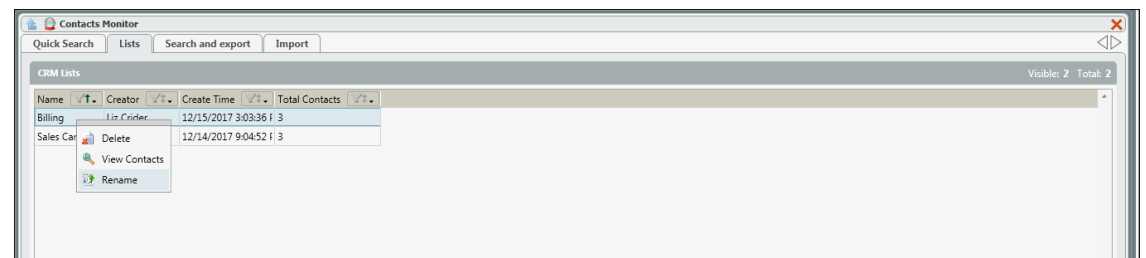 Contacts Monitor
Quick Search Lists Search and export Import
CRM Lists Visible: 2 Total: 2
Name Creator Create Time Total Contacts
Billing Liz Crider 12/15/2017 3:03:36 3
Sales 12/14/2017 9:04:52 3
Delete
View Contacts
Rename